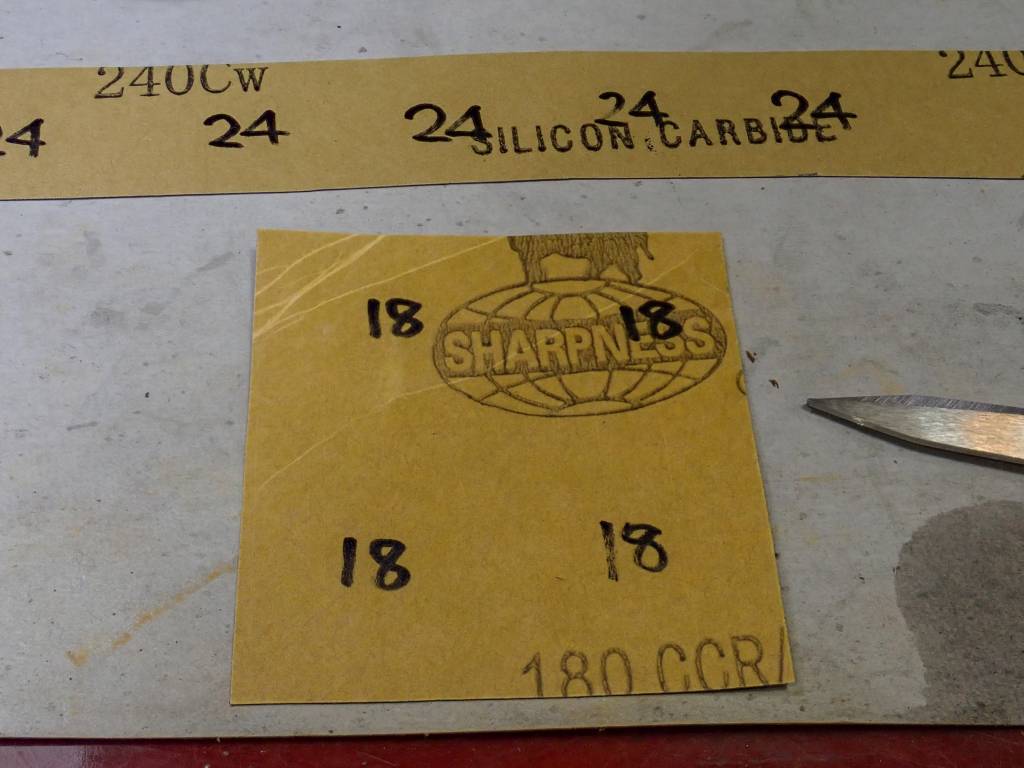 240Cw 240
24 24 24 24 24
SILICON CARBIDE
18 18
SHARPNESS
18 18
180 CCR/